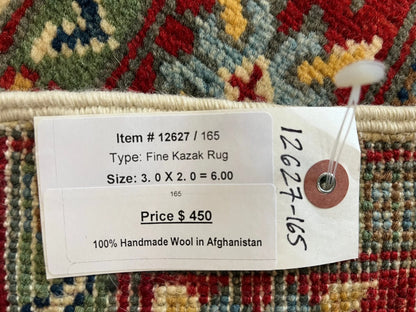 Item # 12627 / 165
Type: Fine Kazak Rug
Size: 3. 0 X 2. 0 = 6.00
165
Price $ 450
100% Handmade Wool in Afghanistan
12627-165